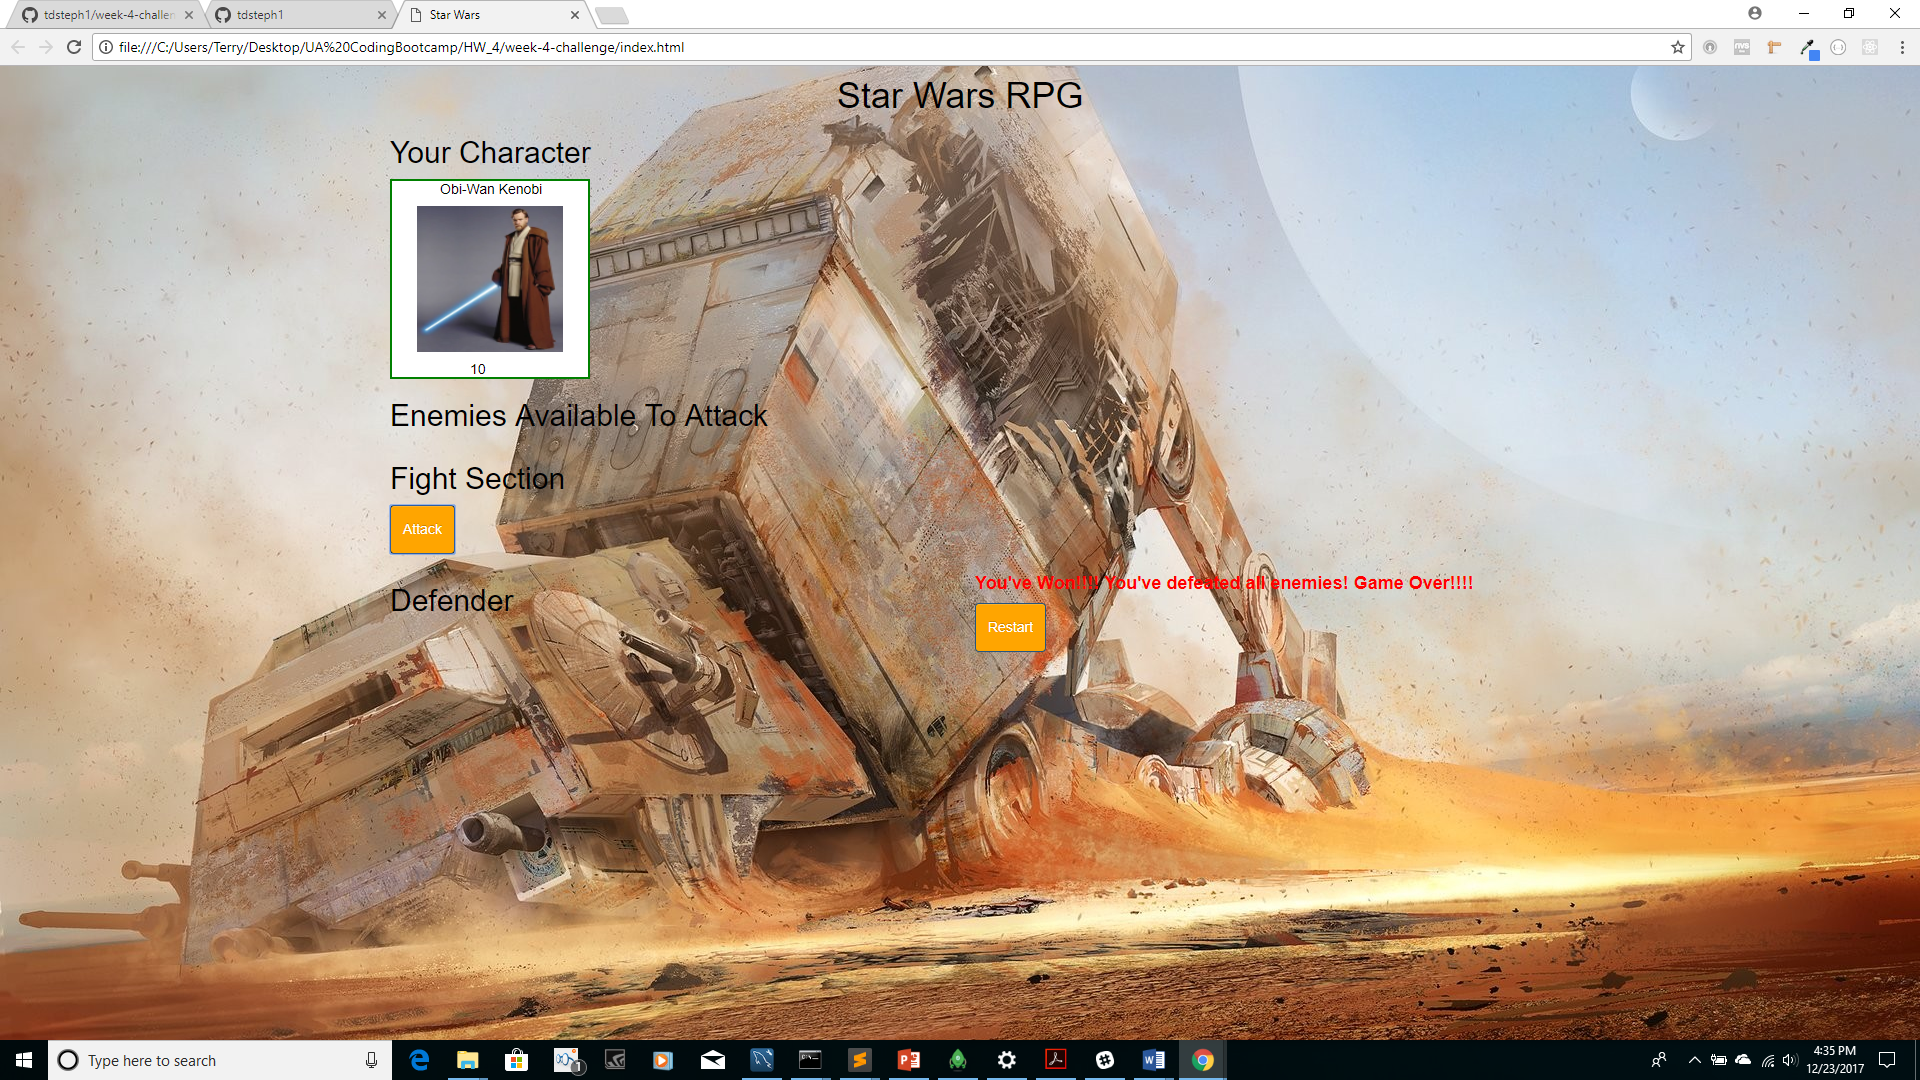 tdsteph1/week-4-challen
tdsteph1
Star Wars
file:///C:/Users/Terry/Desktop/UA%20CodingBootcamp/HW_4/week-4-challenge/index.html
Star Wars RPG
Your Character
Obi-Wan Kenobi
10
Enemies Available To Attack
Fight Section
Attack
You've Won!!!! You've defeated all enemies! Game Over!!!!
Defender
Restart
Type here to search
1
4:35 PM
12/23/2017